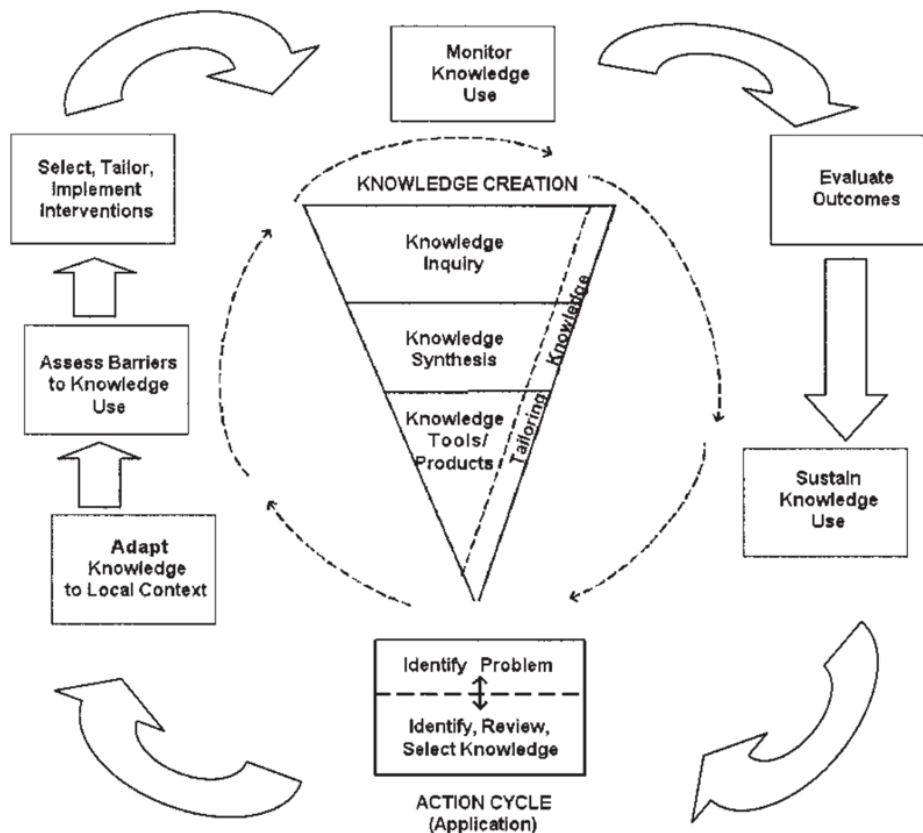 Monitor
Knowledge
Use
Select, Tailor,
Implement
Interventions
Evaluate
Outcomes
KNOWLEDGE CREATION
Knowledge
Inquiry
Knowledge
Synthesis
Knowledge
Tools/
Products
Tailoring Knowledge
Assess Barriers
to Knowledge
Use
Sustain
Knowledge
Use
Adapt
Knowledge
to Local Context
Identify Problem
Identify, Review,
Select Knowledge
ACTION CYCLE
(Application)